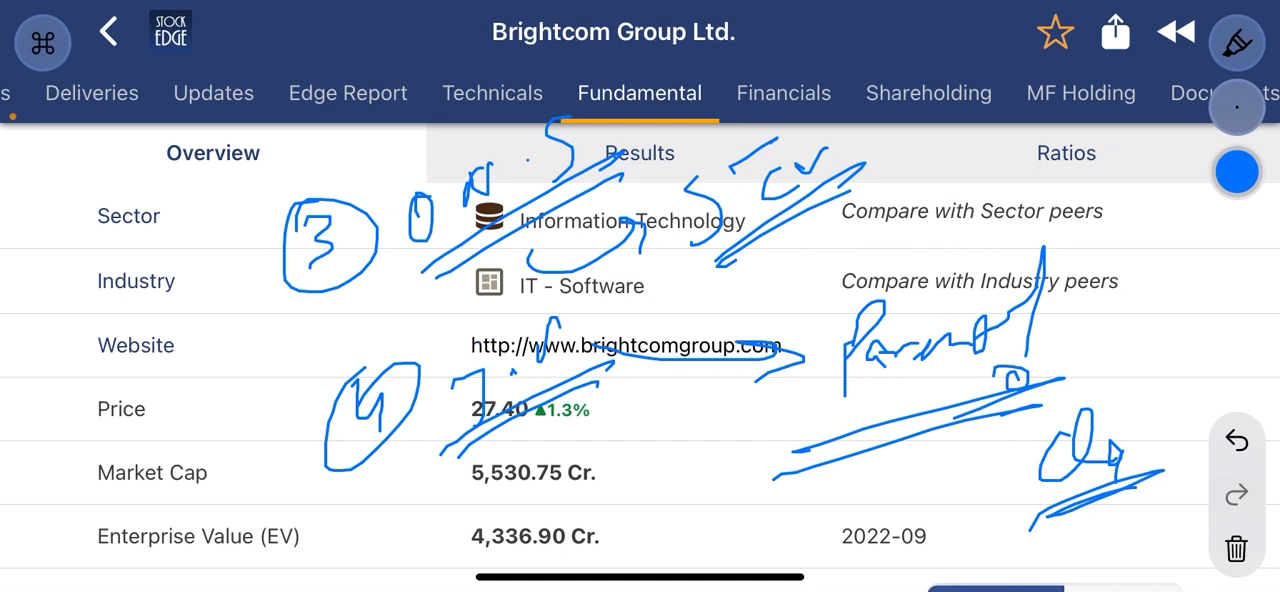 STOCK EDGE
Brightcom Group Ltd.
s Deliveries Updates Edge Report Technicals Fundamental Financials Shareholding MF Holding
Overview Results Ratios
3
Sector Information Technology Compare with Sector peers
Industry IT - Software Compare with Industry peers
Website http://www.brightcomgroup.com
4
Price 27.40 ▲1.3%
Market Cap 5,530.75 Cr.
Enterprise Value (EV) 4,336.90 Cr. 2022-09